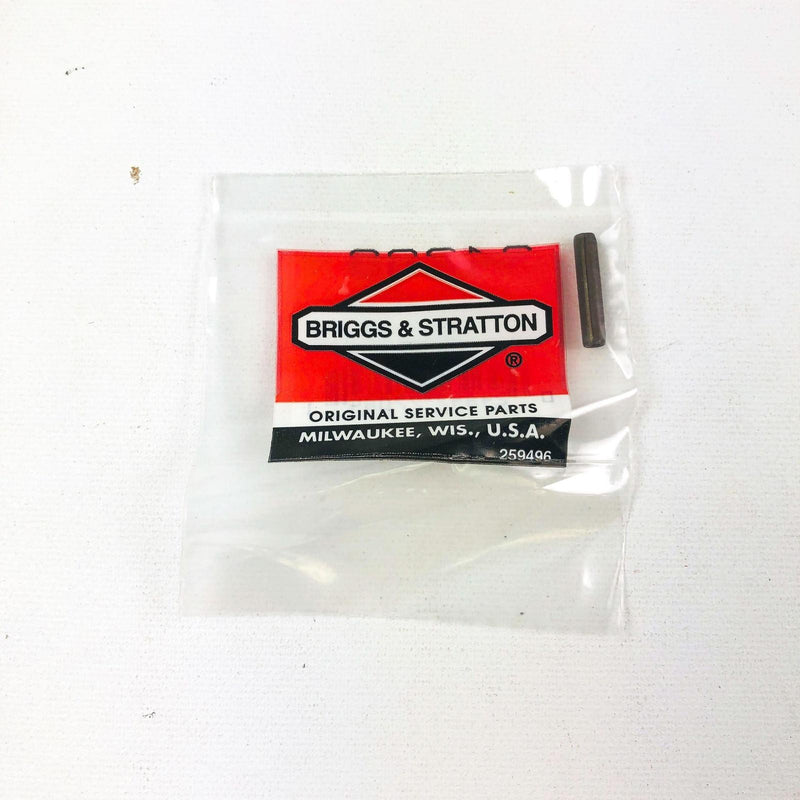 BRIGGS & STRATTON
®
ORIGINAL SERVICE PARTS
MILWAUKEE, WIS., U.S.A.
259496